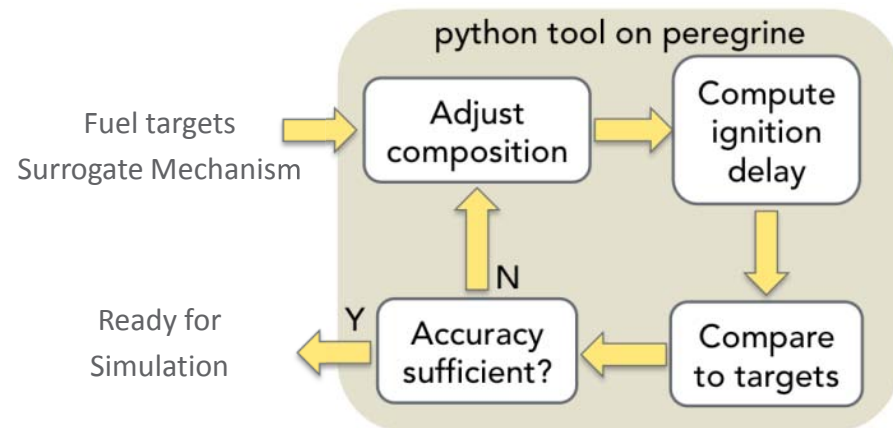 python tool on peregrine
Fuel targets
Surrogate Mechanism
Adjust
composition
Compute
ignition
delay
N
Ready for
Simulation
Y
Accuracy
sufficient?
Compare
to targets